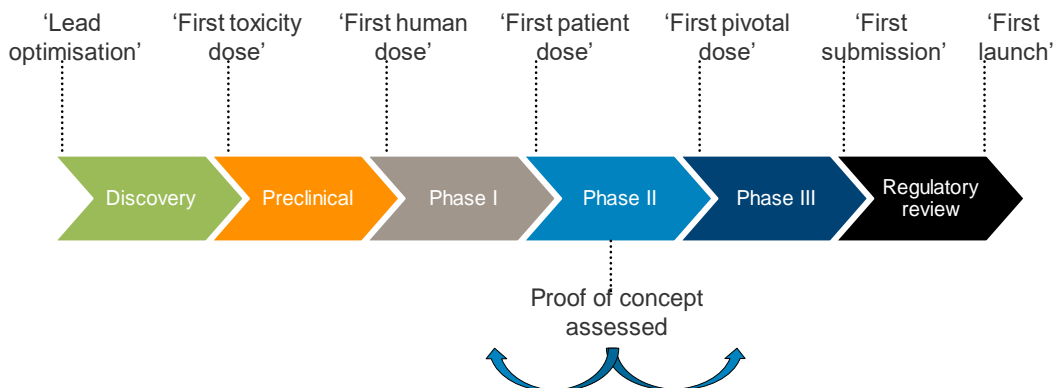 ‘Lead optimisation’
‘First toxicity dose’
‘First human dose’
‘First patient dose’
‘First pivotal dose’
‘First submission’
‘First launch’
Discovery
Preclinical
Phase I
Phase II
Phase III
Regulatory review
Proof of concept
assessed